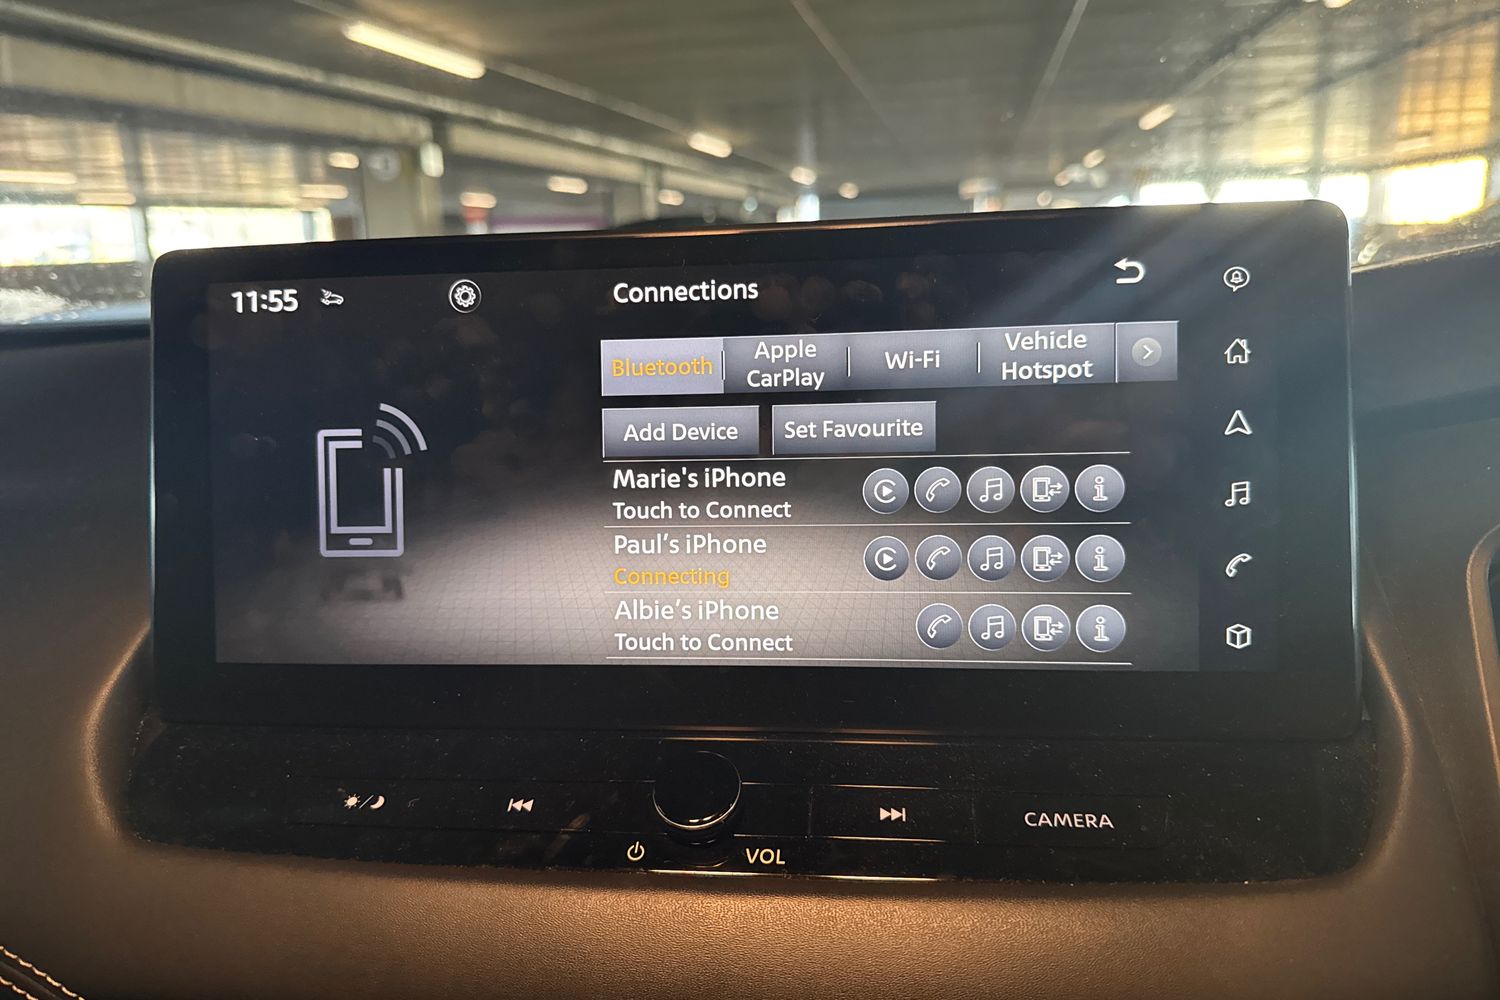 11:55
Connections
Bluetooth
Apple
CarPlay
Wi-Fi
Vehicle
Hotspot
Add Device
Set Favourite
Marie's iPhone
Touch to Connect
Paul’s iPhone
Connecting
Albie’s iPhone
Touch to Connect
VOL
CAMERA